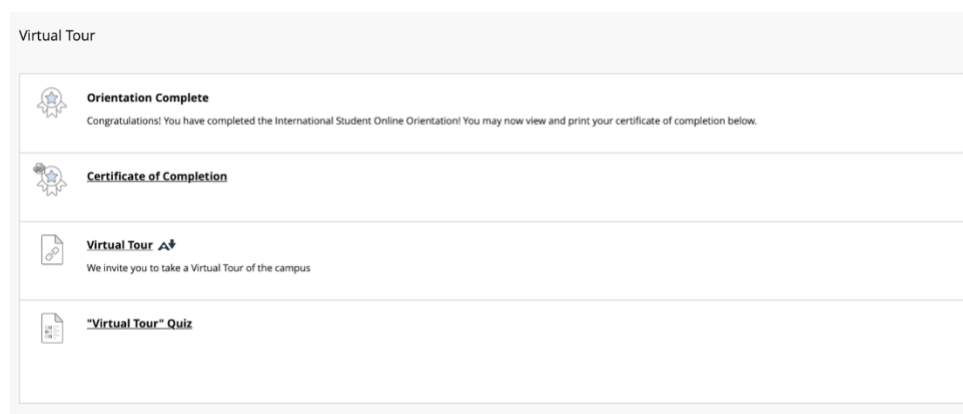 Virtual Tour
Orientation Complete
Congratulations! You have completed the International Student Online Orientation! You may now view and print your certificate of completion below.
Certificate of Completion
Virtual Tour
We invite you to take a Virtual Tour of the campus
"Virtual Tour" Quiz